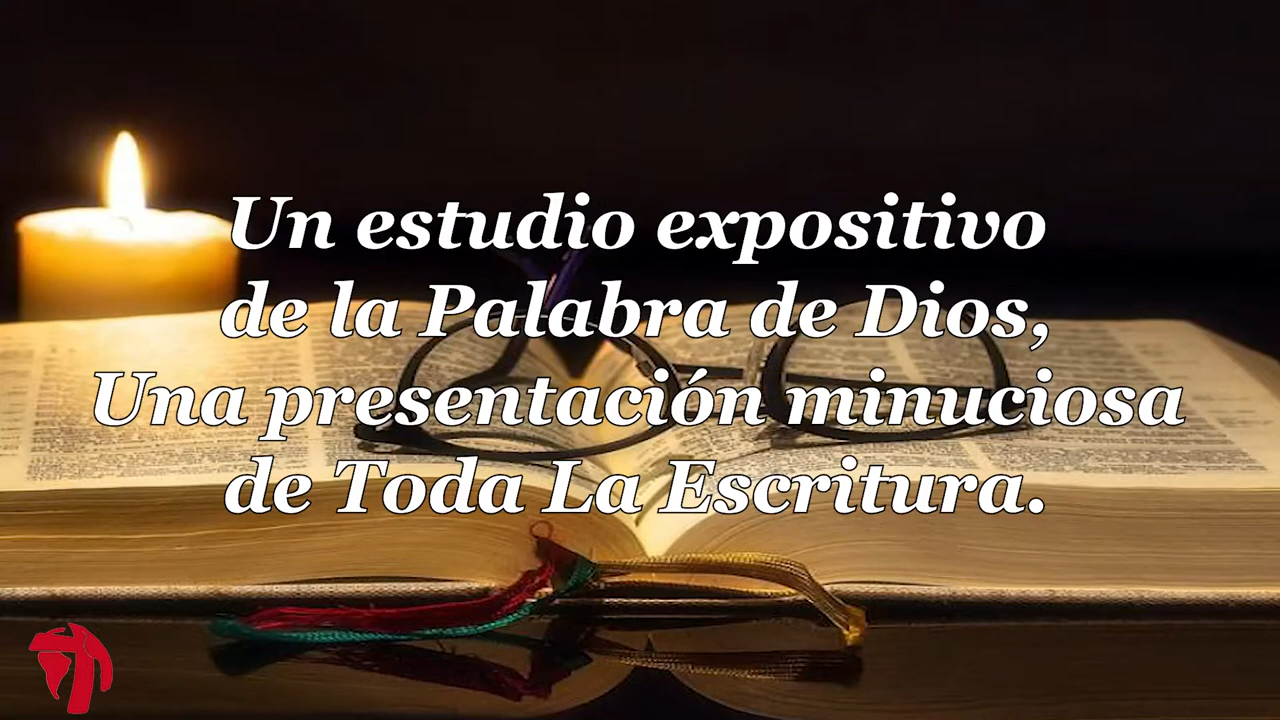 Un estudio expositivo
de la Palabra de Dios,
Una presentación minuciosa
de Toda La Escritura.